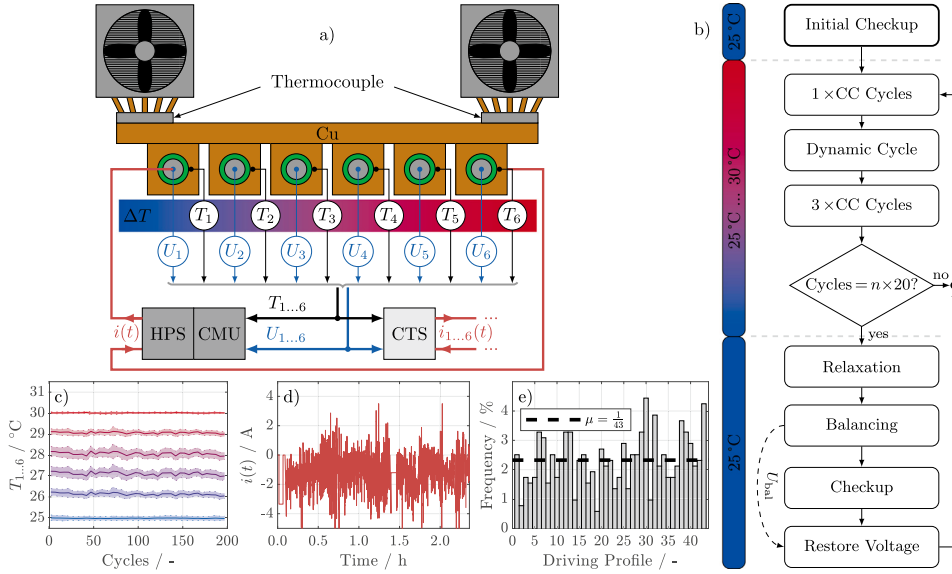 a)
Thermocouple
Cu
ΔT
T₁ T₂ T₃ T₄ T₅ T₆
U₁ U₂ U₃ U₄ U₅ U₆
T₁…₆
U₁…₆
i(t)
HPS CMU
CTS
i₁…₆(t)
...
...
b)
25 °C
25 °C ... 30 °C
25 °C
Initial Checkup
1×CC Cycles
Dynamic Cycle
3×CC Cycles
Cycles = n×20?
no
yes
Relaxation
Balancing
U_bal
Checkup
Restore Voltage
c)
T₁…₆ / °C
31
30
29
28
27
26
25
0 50 100 150 200
Cycles / -
d)
i(t) / A
4
2
0
−2
−4
0.0 0.5 1.0 1.5 2.0
Time / h
e)
μ = 1/43
Frequency / %
4
3
2
1
0
0 5 10 15 20 25 30 35 40
Driving Profile / -